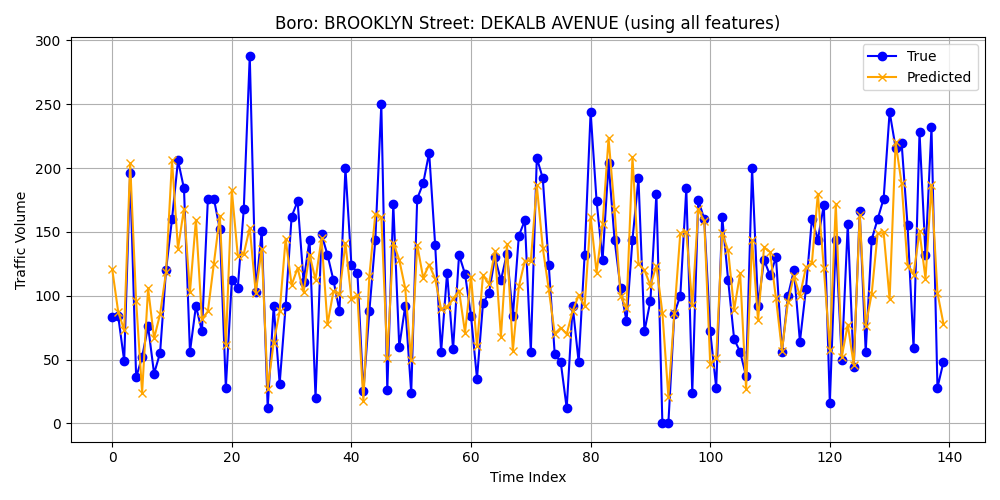 Boro: BROOKLYN Street: DEKALB AVENUE (using all features)
True
Predicted
Traffic Volume
300
250
200
150
100
50
0
0 20 40 60 80 100 120 140
Time Index